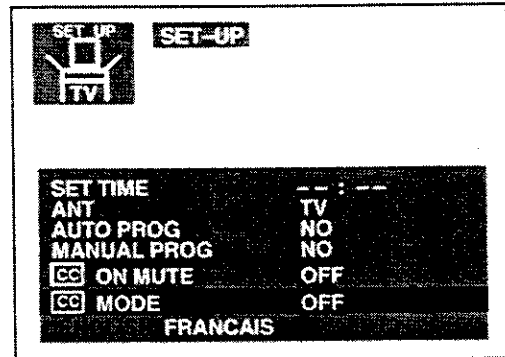 SET UP
TV
SET-UP
SET TIME --:--
ANT TV
AUTO PROG NO
MANUAL PROG NO
CC ON MUTE OFF
CC MODE OFF
FRANCAIS